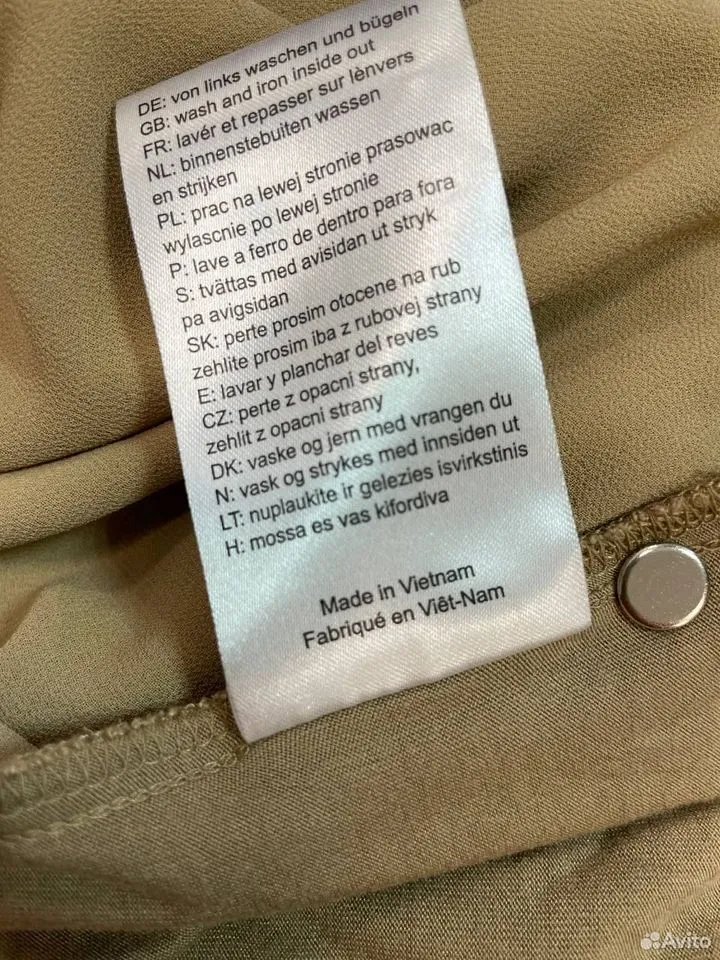 DE: von links waschen und bügeln
GB: wash and iron inside out
FR: lavér et repasser sur lènvers
NL: binnenstebuiten wassen
en strijken
PL: prac na lewej stronie prasowac
wylascnie po lewej stronie
P: lave a ferro de dentro para fora
S: tvättas med avisidan ut stryk
pa avigsidan
SK: perte prosim otocene na rub
zehlite prosim iba z rubovej strany
E: lavar y planchar del reves
CZ: perte z opacni strany,
zehlit z opacni strany
DK: vaske og jern med vrangen du
N: vask og strykes med innsiden ut
LT: nuplaukite ir gelezies isvirkstinis
H: mossa es vas kifordiva
Made in Vietnam
Fabriqué en Viêt-Nam
Avito